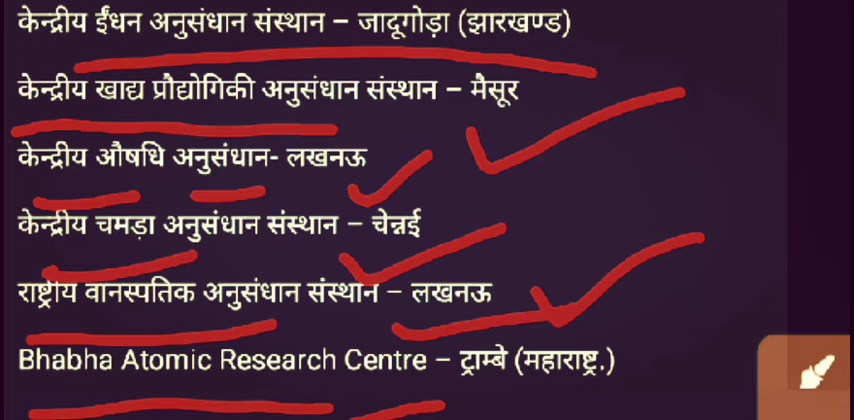 केन्द्रीय ईंधन अनुसंधान संस्थान – जादूगोड़ा (झारखण्ड)
केन्द्रीय खाद्य प्रौद्योगिकी अनुसंधान संस्थान – मैसूर
केन्द्रीय औषधि अनुसंधान- लखनऊ
केन्द्रीय चमड़ा अनुसंधान संस्थान – चेन्नई
राष्ट्रीय वानस्पतिक अनुसंधान संस्थान – लखनऊ
Bhabha Atomic Research Centre – ट्राम्बे (महाराष्ट्र.)